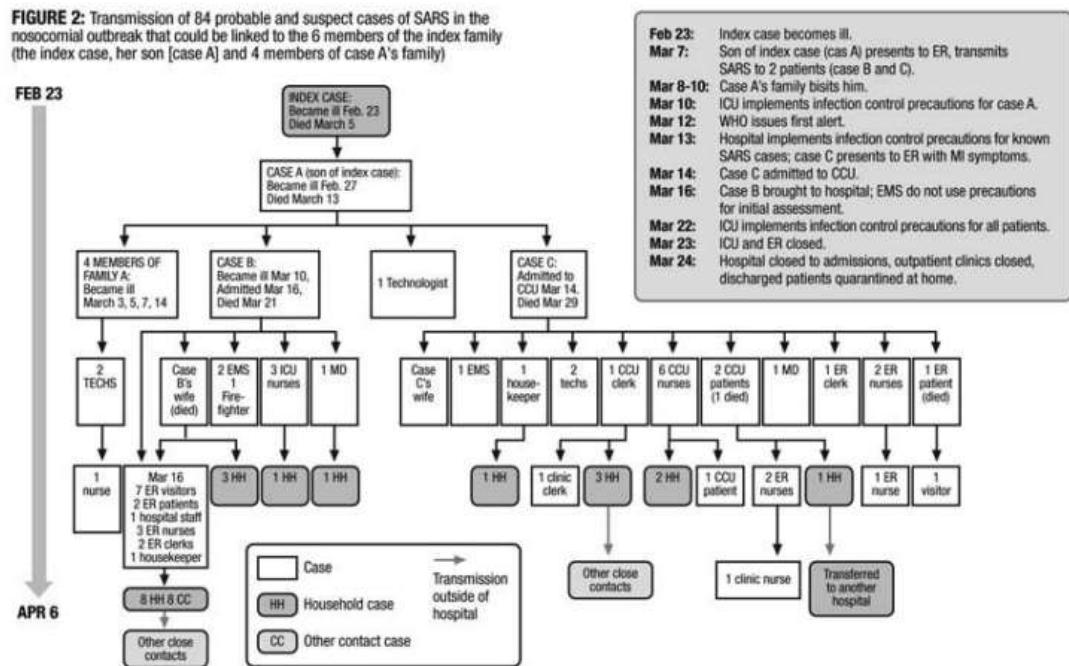 FIGURE 2: Transmission of 84 probable and suspect cases of SARS in the
nosocomial outbreak that could be linked to the 6 members of the index family
(the index case, her son [case A] and 4 members of case A's family)
Feb 23: Index case becomes ill.
Mar 7: Son of index case (cas A) presents to ER, transmits
SARS to 2 patients (case B and C).
Mar 8-10: Case A's family bisits him.
Mar 10: ICU implements infection control precautions for case A.
Mar 12: WHO issues first alert.
Mar 13: Hospital implements infection control precautions for known
SARS cases; case C presents to ER with MI symptoms.
Mar 14: Case C admitted to CCU.
Mar 16: Case B brought to hospital; EMS do not use precautions
for initial assessment.
Mar 22: ICU implements infection control precautions for all patients.
Mar 23: ICU and ER closed.
Mar 24: Hospital closed to admissions, outpatient clinics closed,
discharged patients quarantined at home.
FEB 23
INDEX CASE:
Became ill Feb. 23
Died March 5
CASE A (son of index case):
Became ill Feb. 27
Died March 13
4 MEMBERS OF
FAMILY A:
Became ill
March 3, 5, 7, 14
CASE B:
Became ill Mar 10,
Admitted Mar 16,
Died Mar 21
1 Technologist
CASE C:
Admitted to
CCU Mar 14,
Died Mar 29
2
TECHS
Case
B's
wife
(died)
2 EMS
1
Fire-
fighter
3 ICU
nurses
1 MD
Case
C's
wife
1 EMS
1
house-
keeper
2
techs
1 CCU
clerk
6 CCU
nurses
2 CCU
patients
(1 died)
1 MD
1 ER
clerk
2 ER
nurses
1 ER
patient
(died)
1
nurse
Mar 16
7 ER visitors
2 ER patients
1 hospital staff
3 ER nurses
2 ER clerks
1 housekeeper
3 HH
1 HH
1 HH
1 HH
1 clinic
clerk
3 HH
2 HH
1 CCU
patient
2 ER
nurses
1 HH
1 ER
nurse
1
visitor
8 HH 8 CC
Other close
contacts
Other close
contacts
1 clinic nurse
Transferred
to another
hospital
Case
HH Household case
CC Other contact case
Transmission
outside of
hospital
APR 6